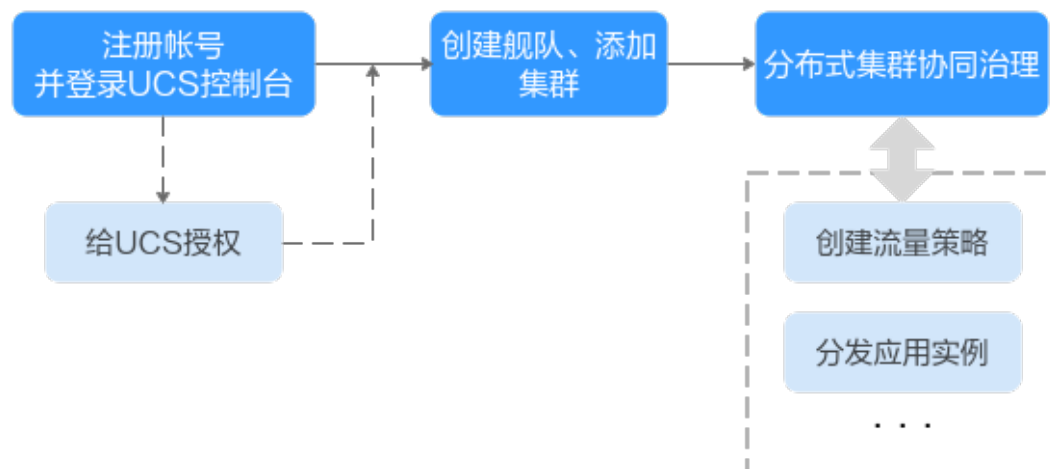 注册帐号
并登录UCS控制台
创建舰队、添加
集群
分布式集群协同治理
给UCS授权
创建流量策略
分发应用实例
...